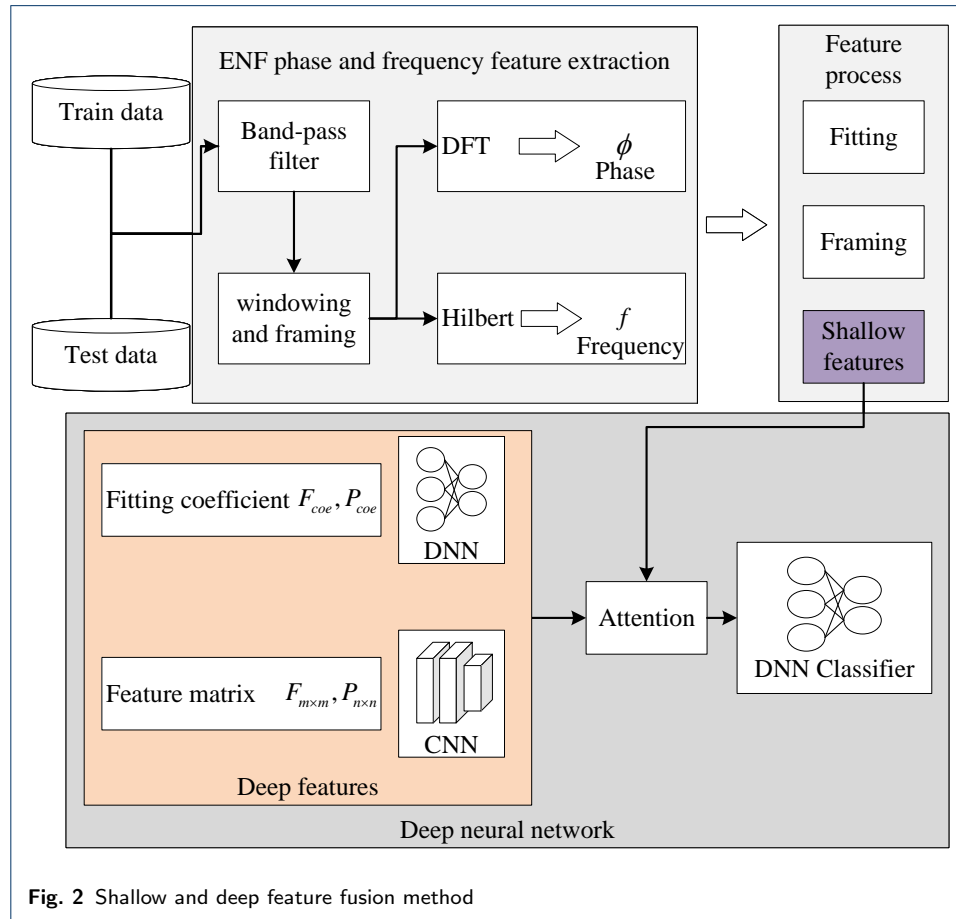 Train data
Test data
ENF phase and frequency feature extraction
Band-pass
filter
windowing
and framing
DFT
ϕ
Phase
Hilbert
f
Frequency
Feature
process
Fitting
Framing
Shallow
features
Fitting coefficient F_coe, P_coe
DNN
Feature matrix F_m×m, P_n×n
CNN
Deep features
Attention
DNN Classifier
Deep neural network
Fig. 2 Shallow and deep feature fusion method